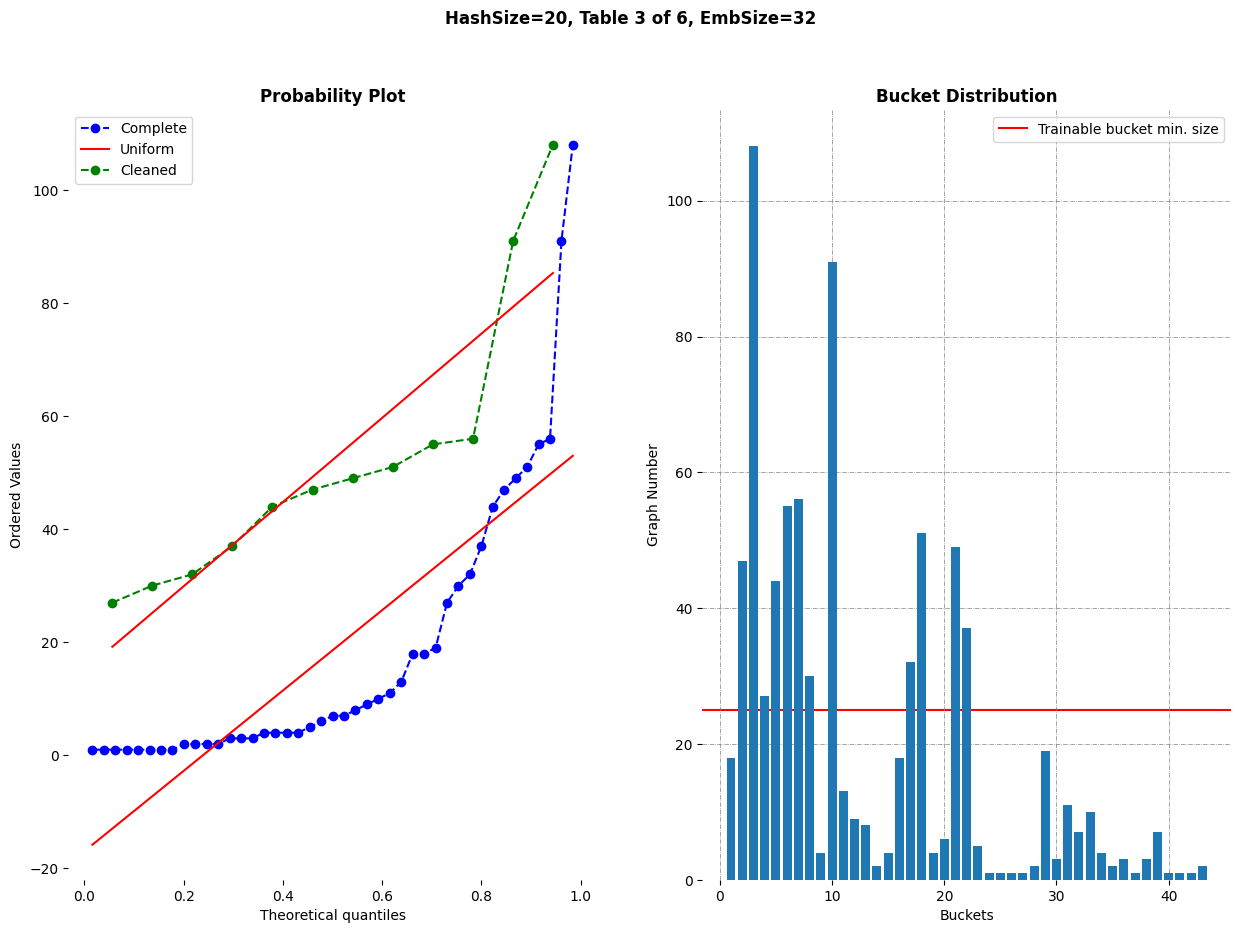 HashSize=20, Table 3 of 6, EmbSize=32
Probability Plot
Complete
Uniform
Cleaned
100
80
60
40
20
0
−20
Ordered Values
0.0 0.2 0.4 0.6 0.8 1.0
Theoretical quantiles
Bucket Distribution
Trainable bucket min. size
100
80
60
40
20
0
Graph Number
0 10 20 30 40
Buckets